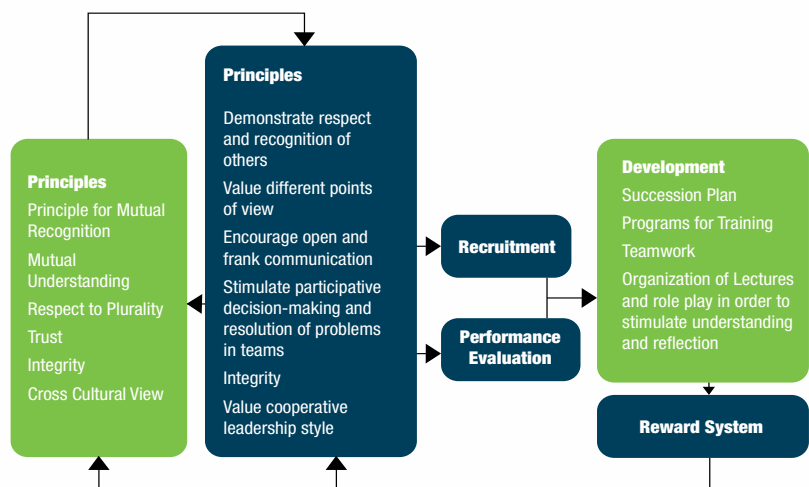 Principles
Principle for Mutual
Recognition
Mutual
Understanding
Respect to Plurality
Trust
Integrity
Cross Cultural View
Principles
Demonstrate respect
and recognition of
others
Value different points
of view
Encourage open and
frank communication
Stimulate participative
decision-making and
resolution of problems
in teams
Integrity
Value cooperative
leadership style
Recruitment
Performance
Evaluation
Development
Succession Plan
Programs for Training
Teamwork
Organization of Lectures
and role play in order to
stimulate understanding
and reflection
Reward System